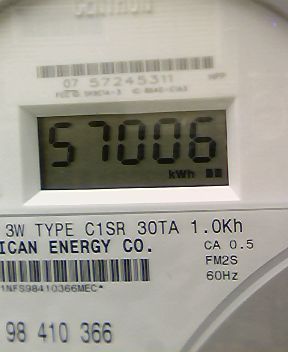 07 57245311
57006
kWh
3W TYPE C1SR 30TA 1.0Kh
ICAN ENERGY CO.
CA 0.5
FM2S
60Hz
1NFS98410366MEC*
98 410 366